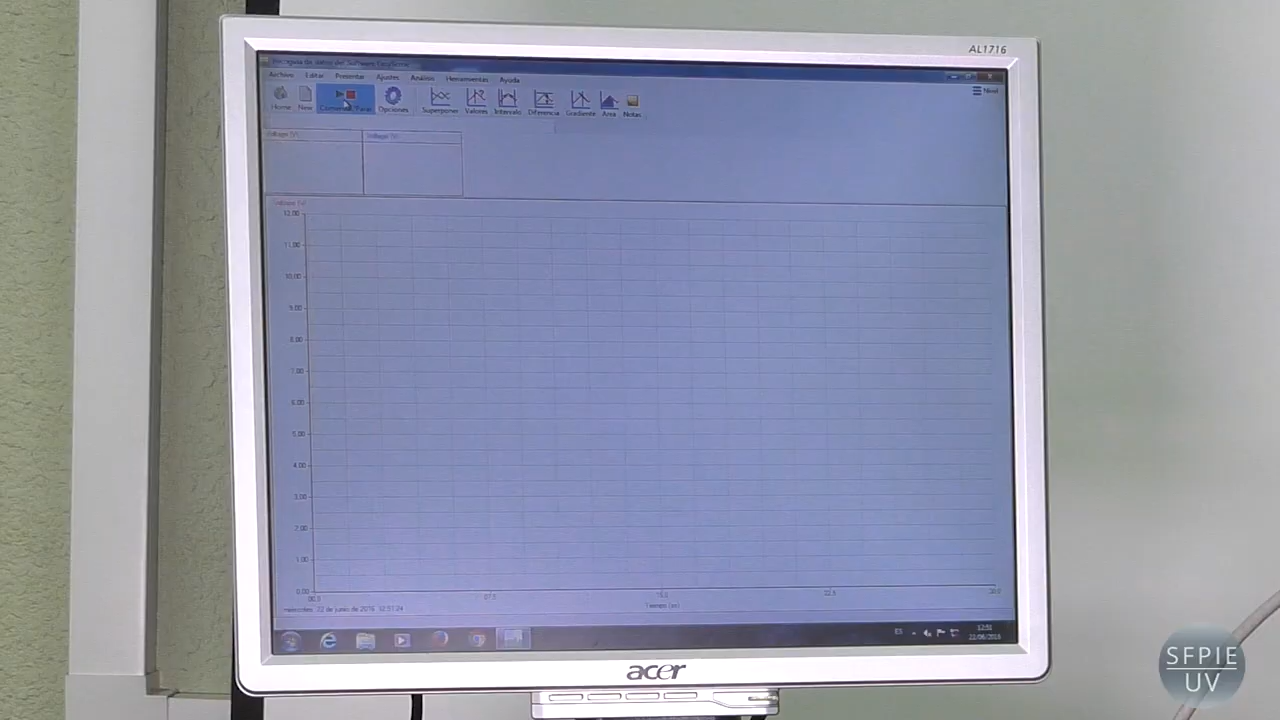 AL1716
Recogida de datos del Software EasySense
Archivo Editar Presentar Ajustes Análisis Herramientas Ayuda
Nivel
Home New Comenzar/Parar Opciones Superponer Valores Intervalo Diferencia Gradiente Área Notas
Voltaje (V) Voltaje (V)
Voltaje (V)
12,00
11,00
10,00
9,00
8,00
7,00
6,00
5,00
4,00
3,00
2,00
1,00
0,00
00,0 07,5 15,0 22,5 30,0
miércoles, 22 de junio de 2016 12:51:24 Tiempo (ms)
ES 12:51
22/06/2016
acer
SFPIE
UV